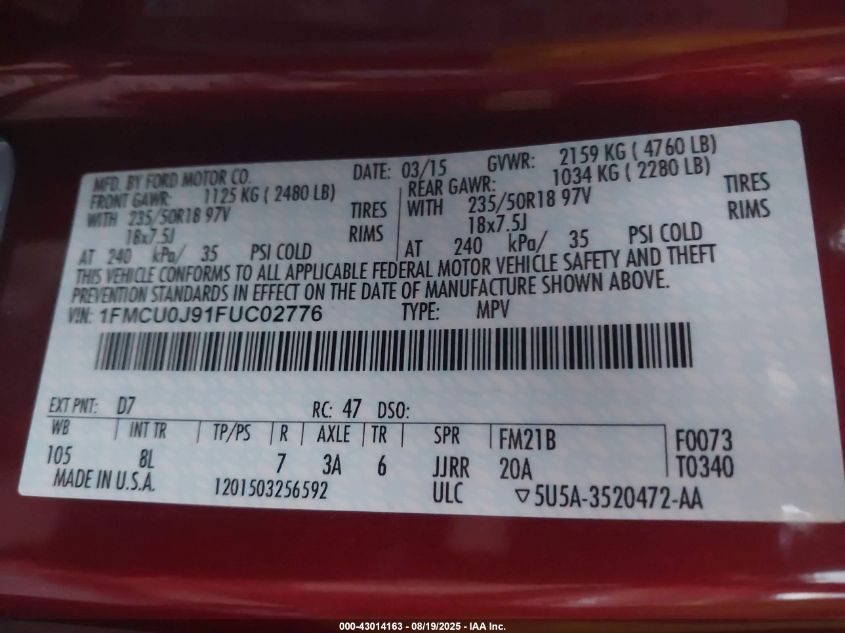 MFD. BY FORD MOTOR CO. DATE: 03/15 GVWR: 2159 KG ( 4760 LB)
FRONT GAWR: 1125 KG ( 2480 LB) REAR GAWR: 1034 KG ( 2280 LB)
WITH 235/50R18 97V TIRES WITH 235/50R18 97V TIRES
18x7.5J RIMS 18x7.5J RIMS
AT 240 kPa/ 35 PSI COLD AT 240 kPa/ 35 PSI COLD
THIS VEHICLE CONFORMS TO ALL APPLICABLE FEDERAL MOTOR VEHICLE SAFETY AND THEFT
PREVENTION STANDARDS IN EFFECT ON THE DATE OF MANUFACTURE SHOWN ABOVE.
VIN: 1FMCU0J91FUC02776 TYPE: MPV
EXT PNT: D7 RC: 47 DSO:
WB INT TR TP/PS R AXLE TR SPR FM21B F0073
105 8L 7 3A 6 JJRR 20A T0340
MADE IN U.S.A. 1201503256592 ULC ▽5U5A-3520472-AA
000-43014163 - 08/19/2025 - IAA Inc.